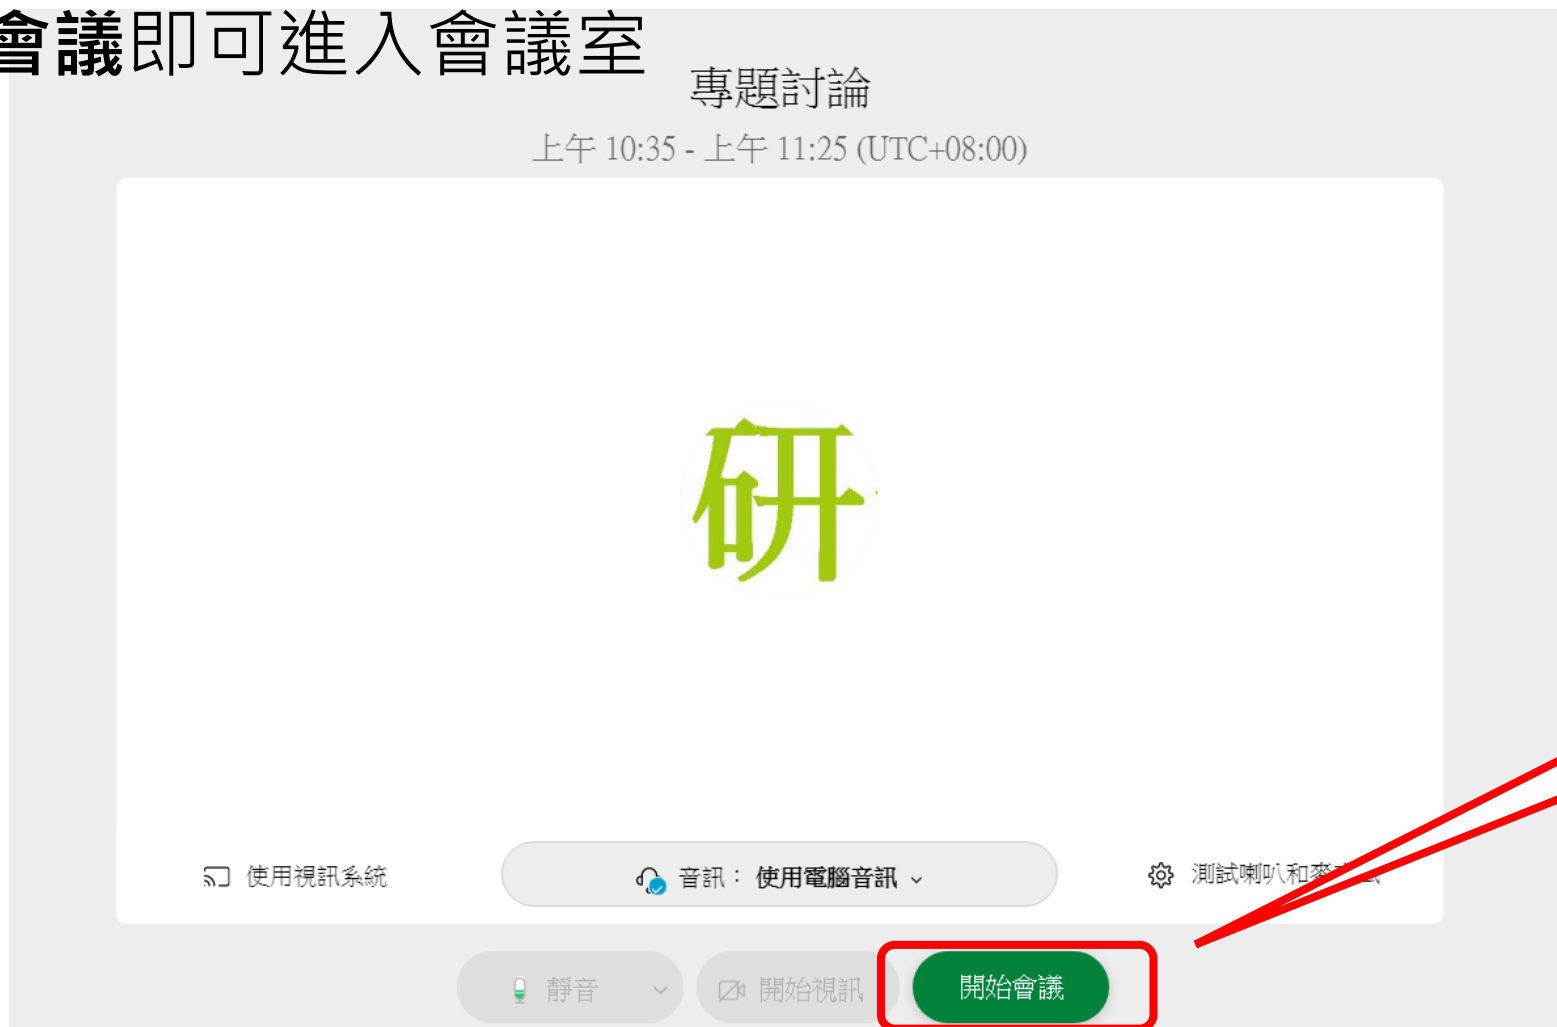 會議即可進入會議室
專題討論
上午 10:35 - 上午 11:25 (UTC+08:00)
研
使用視訊系統
音訊： 使用電腦音訊
測試喇叭和麥
靜音
開始視訊
開始會議